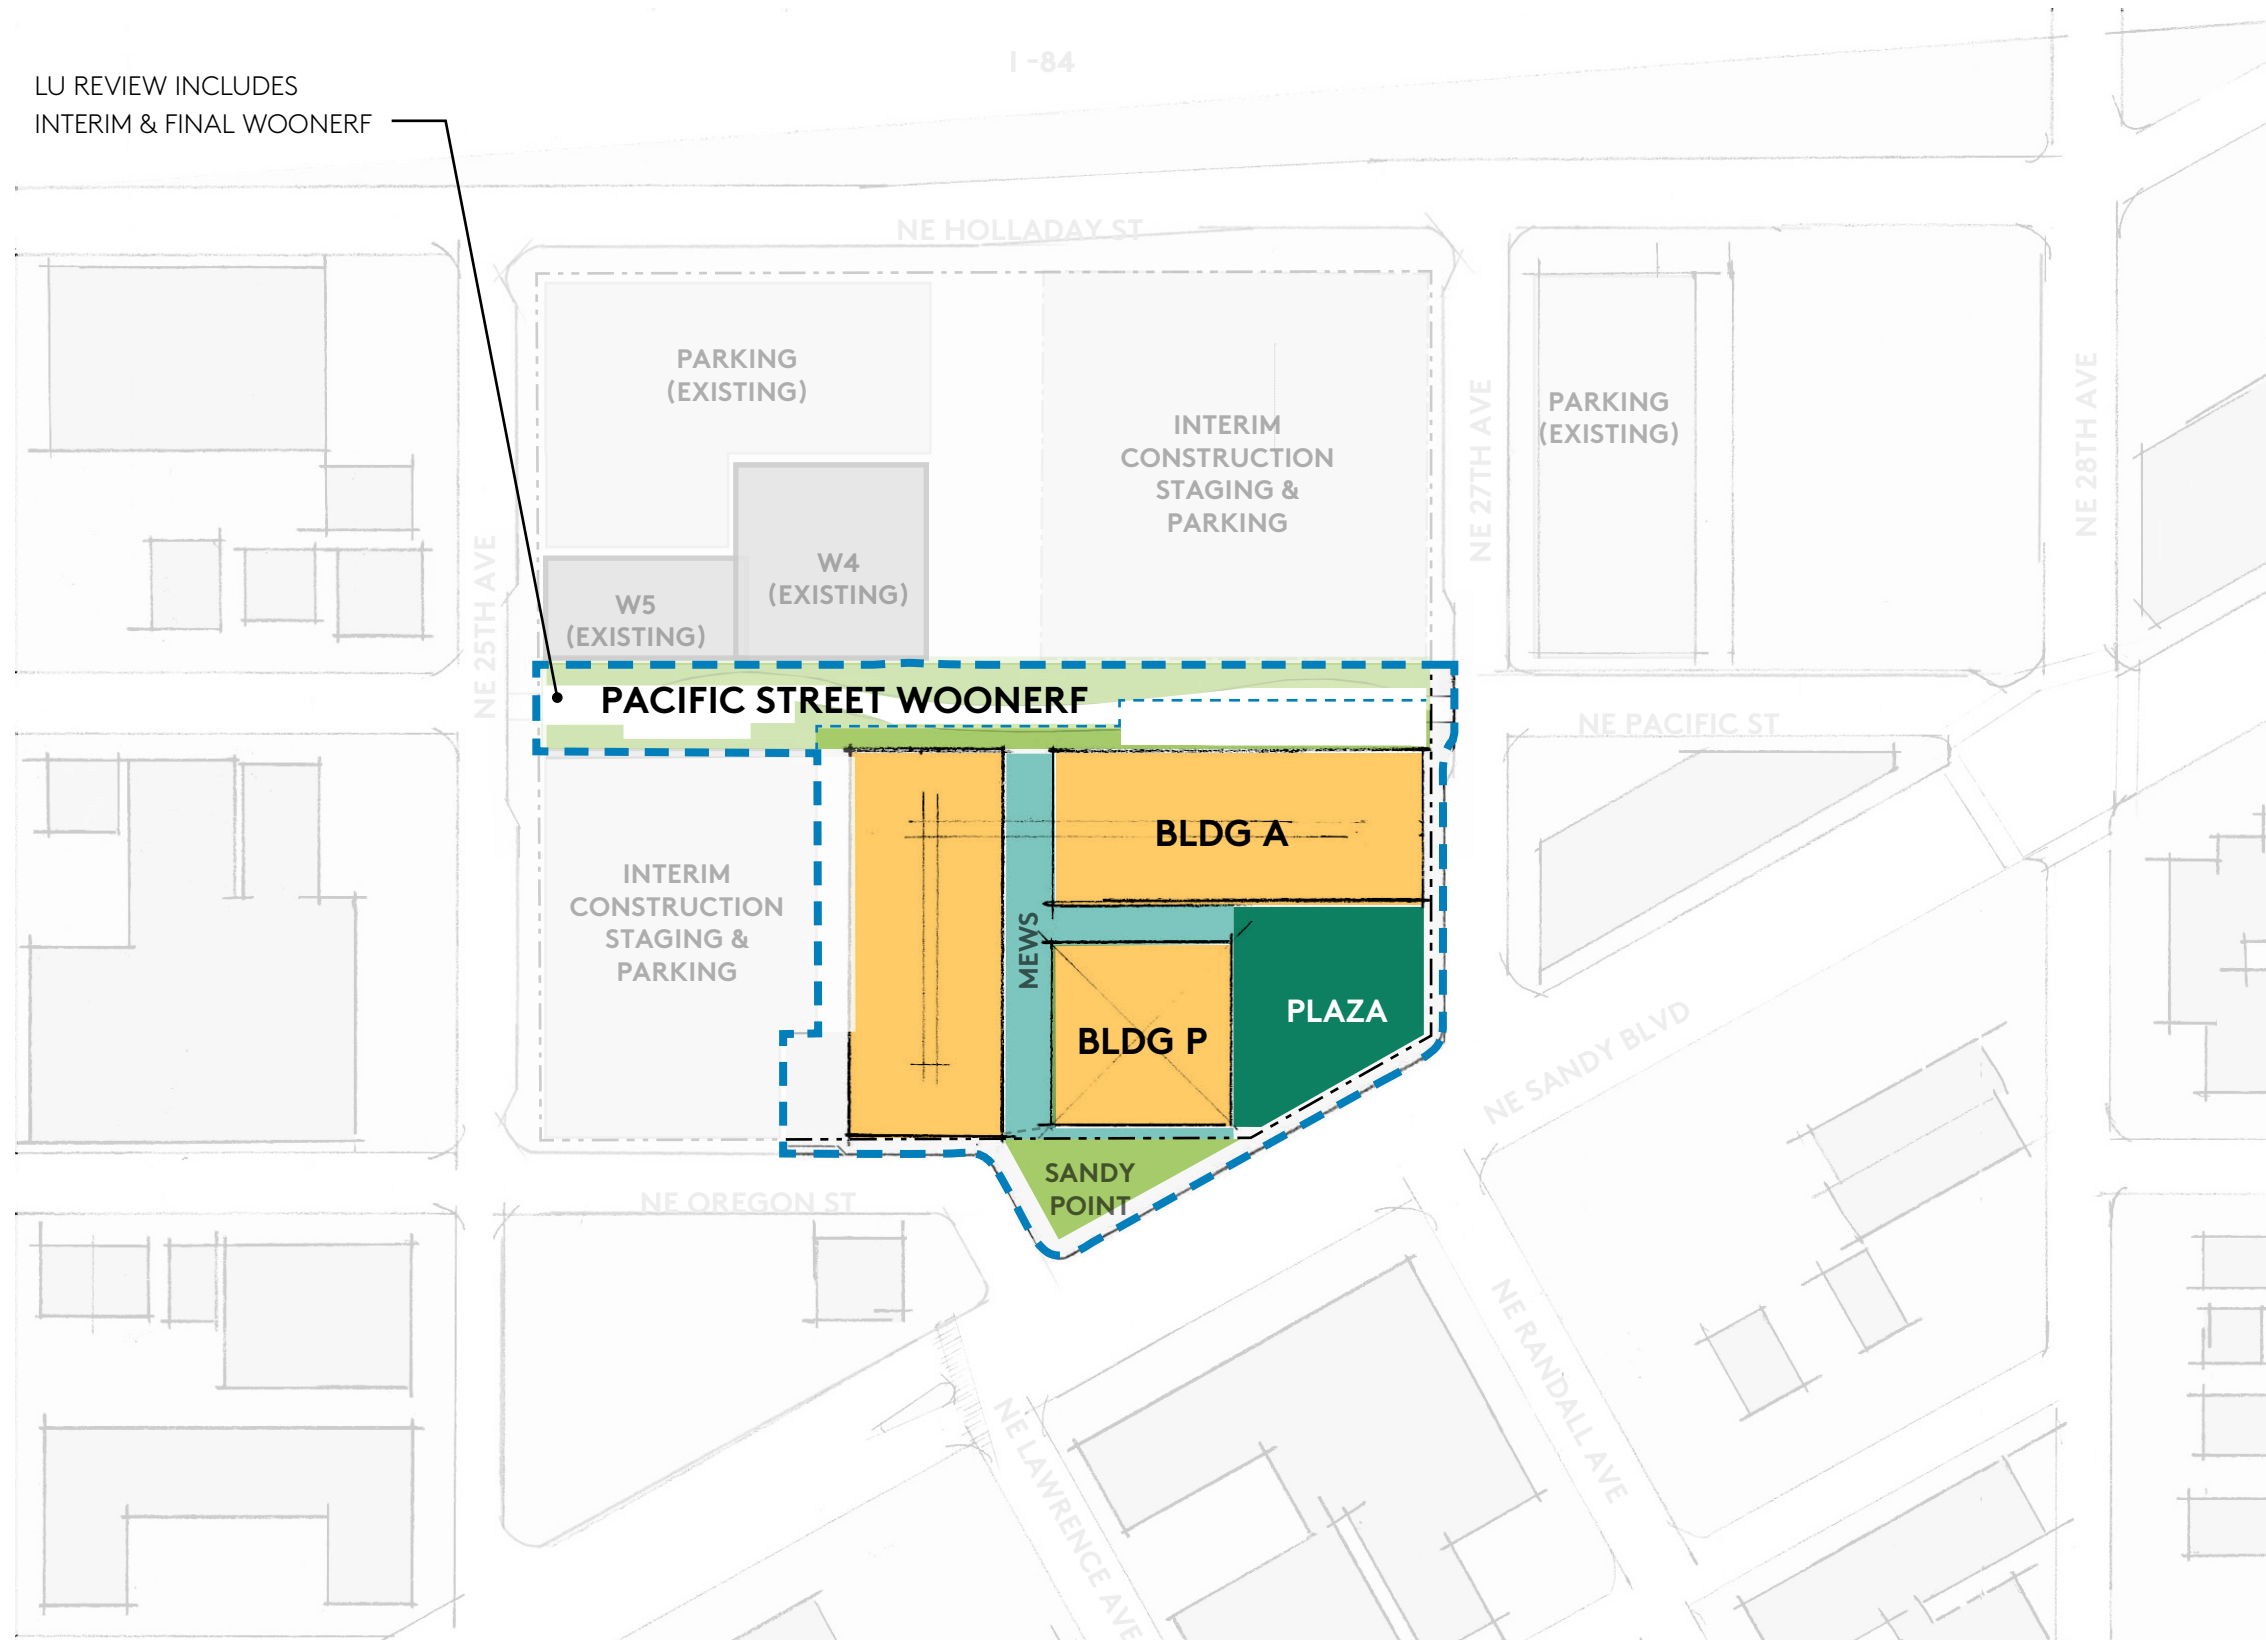 I-84
LU REVIEW INCLUDES
INTERIM & FINAL WOONERF
NE HOLLADAY ST
PARKING
(EXISTING)
INTERIM
CONSTRUCTION
STAGING &
PARKING
NE 27TH AVE
PARKING
(EXISTING)
NE 28TH AVE
NE 25TH AVE
W4
(EXISTING)
W5
(EXISTING)
PACIFIC STREET WOONERF
NE PACIFIC ST
BLDG A
INTERIM
CONSTRUCTION
STAGING &
PARKING
MEWS
BLDG P
PLAZA
NE SANDY BLVD
SANDY
POINT
NE OREGON ST
NE LAWRENCE AVE
NE RANDALL AVE